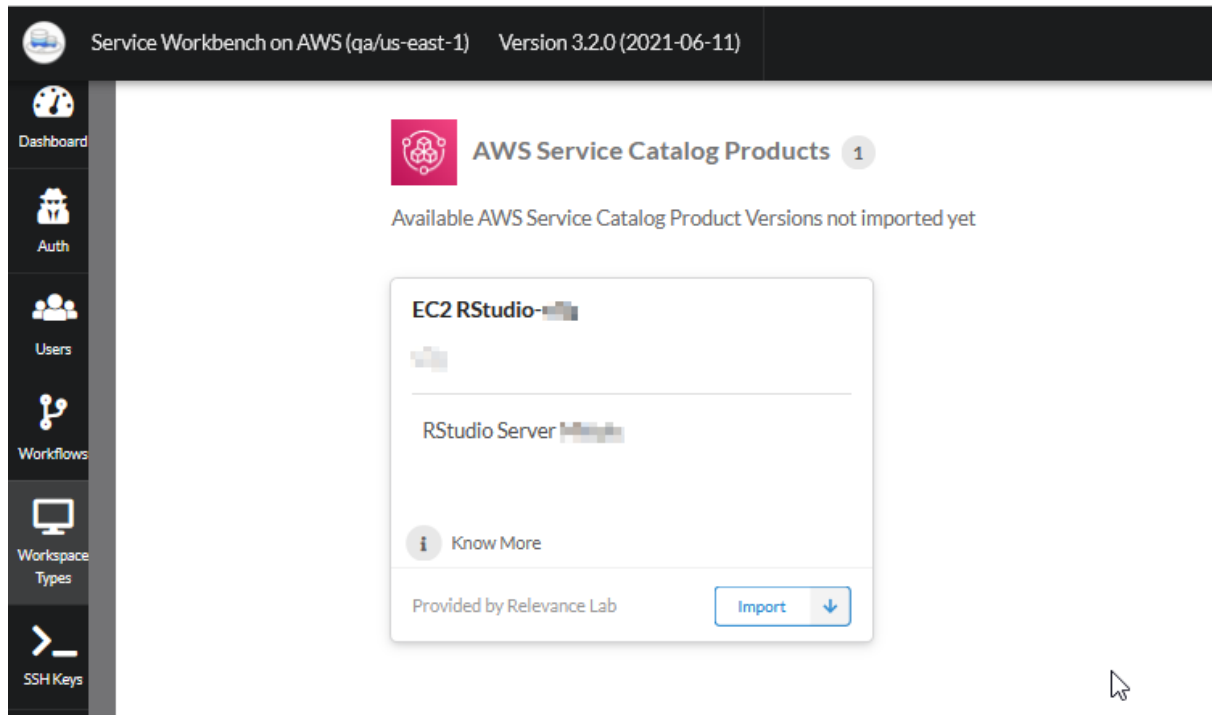 Service Workbench on AWS (qa/us-east-1) Version 3.2.0 (2021-06-11)
Dashboard
Auth
Users
Workflows
Workspace
Types
SSH Keys
AWS Service Catalog Products 1
Available AWS Service Catalog Product Versions not imported yet
EC2 RStudio-
RStudio Server
i Know More
Provided by Relevance Lab
Import